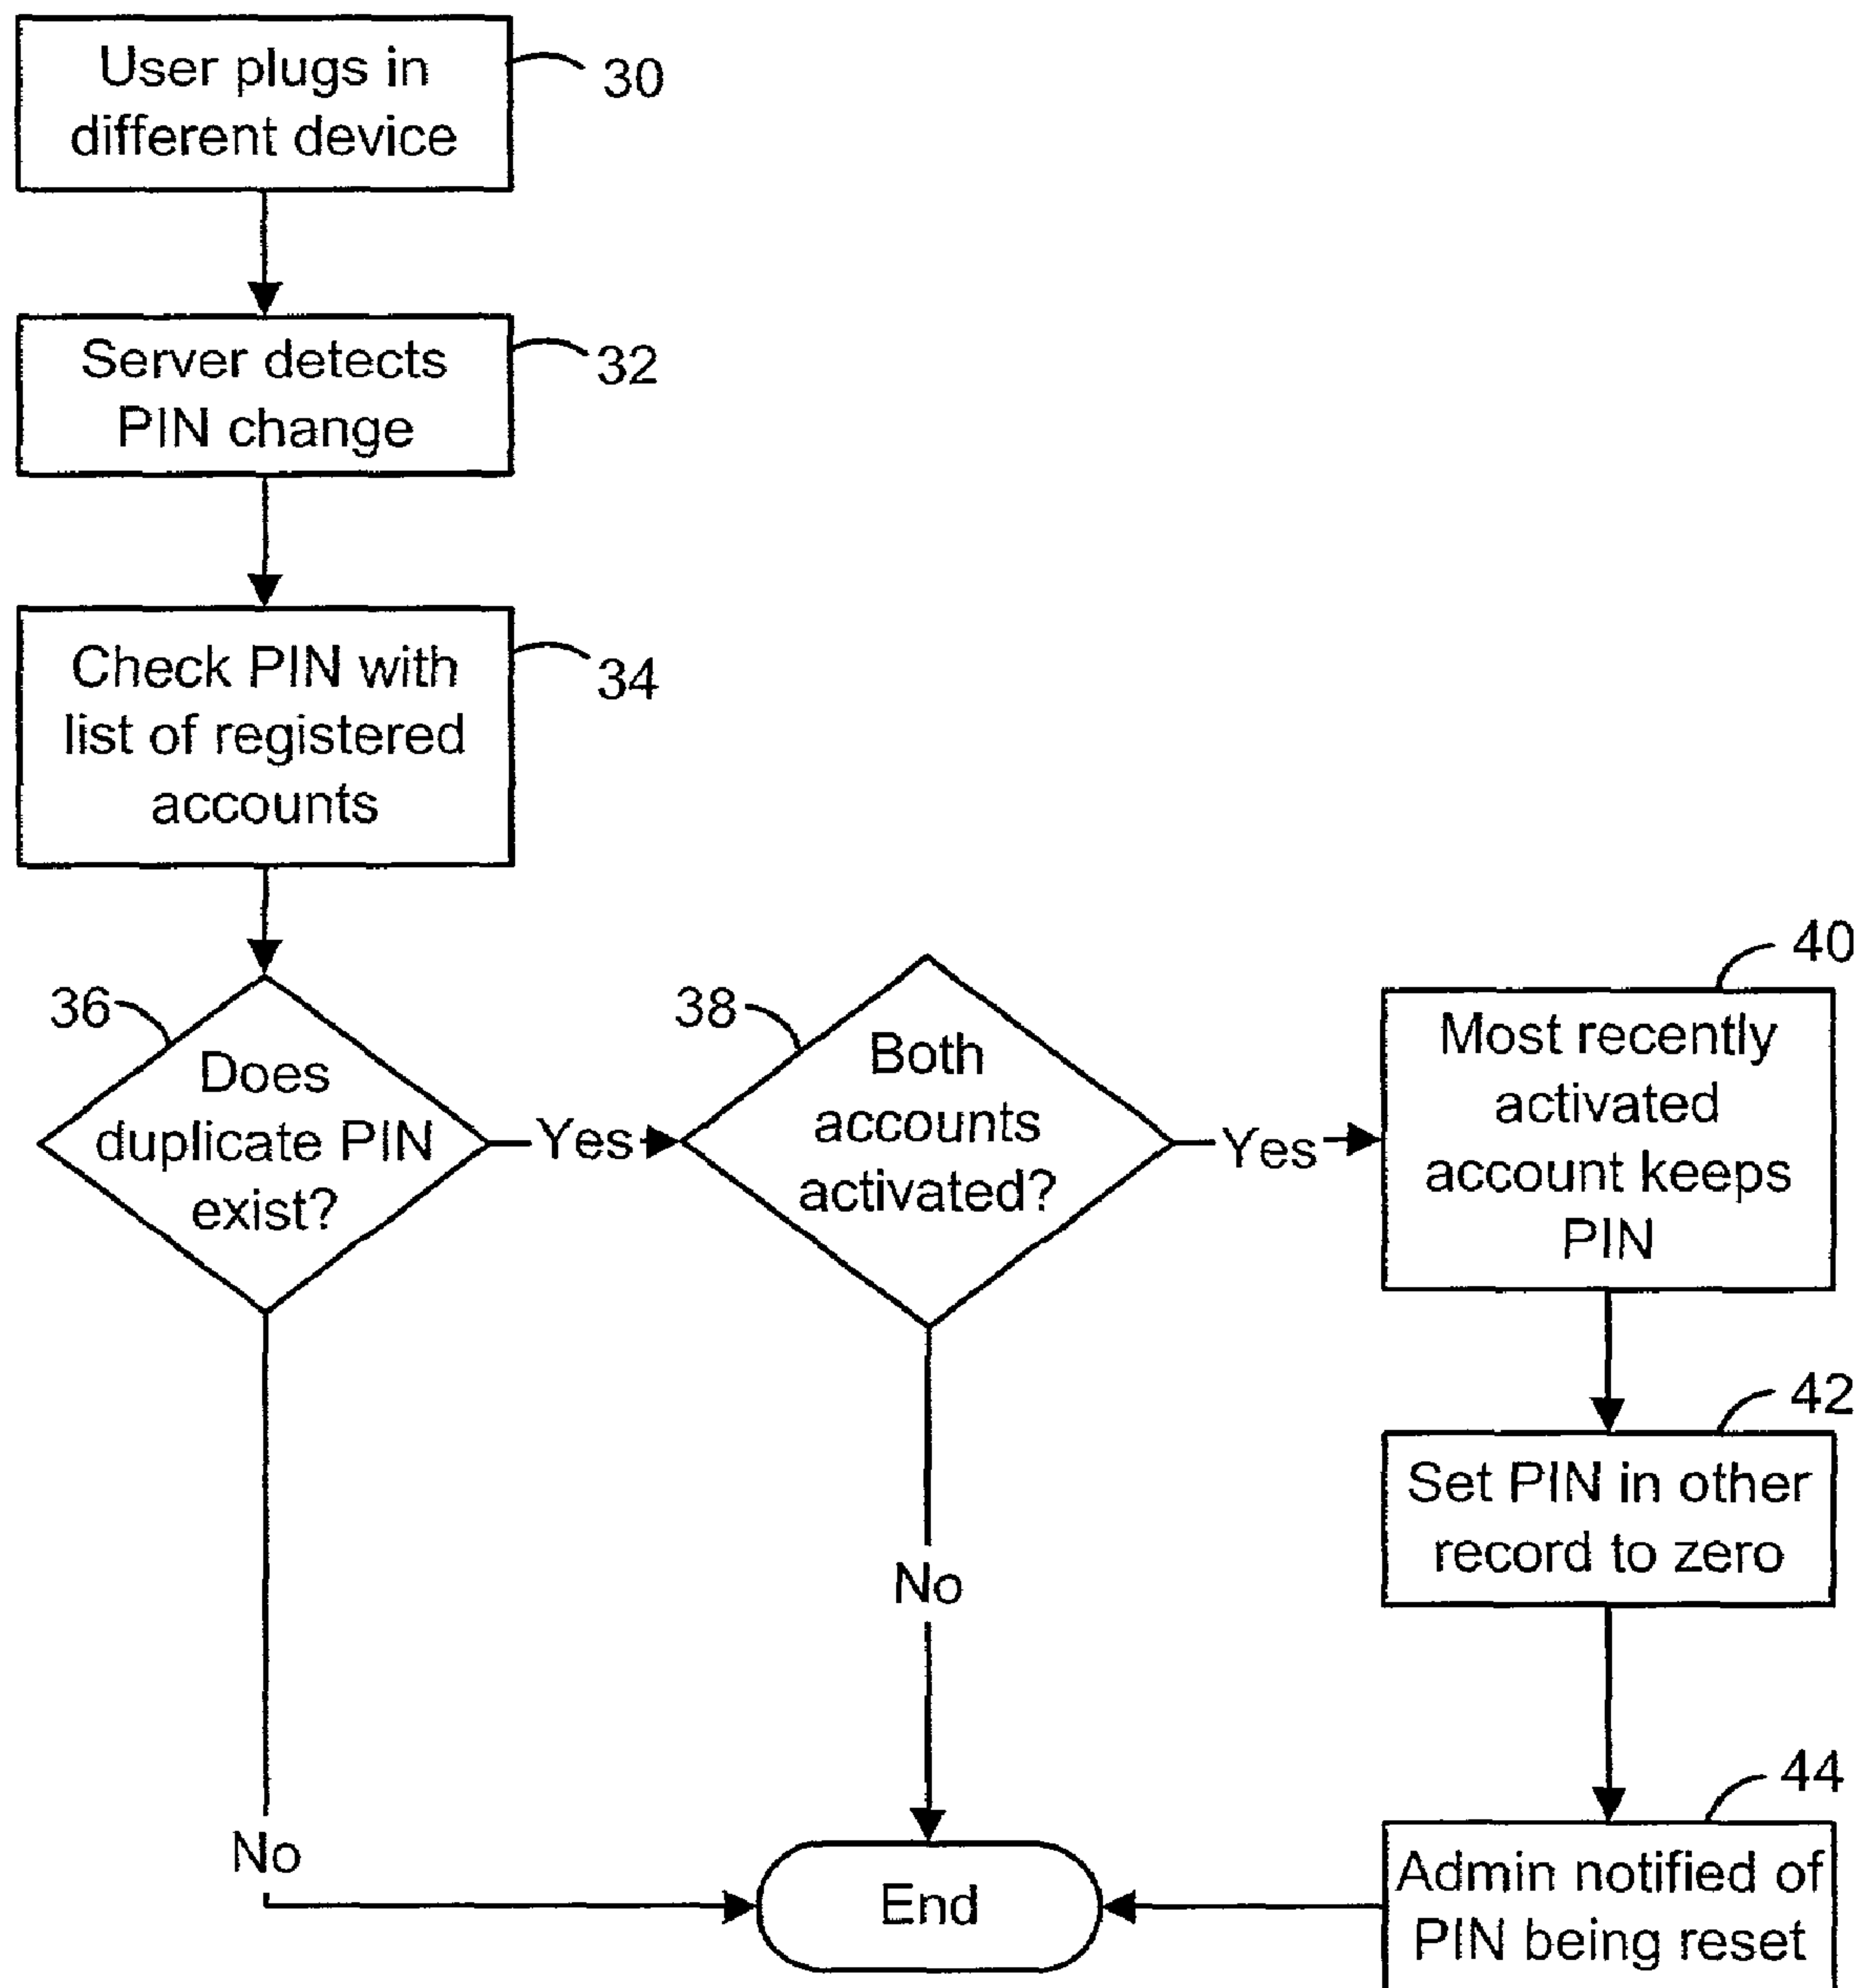 User plugs in
different device
30
Server detects
PIN change
32
Check PIN with
list of registered
accounts
34
36
Does
duplicate PIN
exist?
Yes
38
Both
accounts
activated?
Yes
40
Most recently
activated
account keeps
PIN
42
Set PIN in other
record to zero
No
44
Admin notified of
PIN being reset
No
End